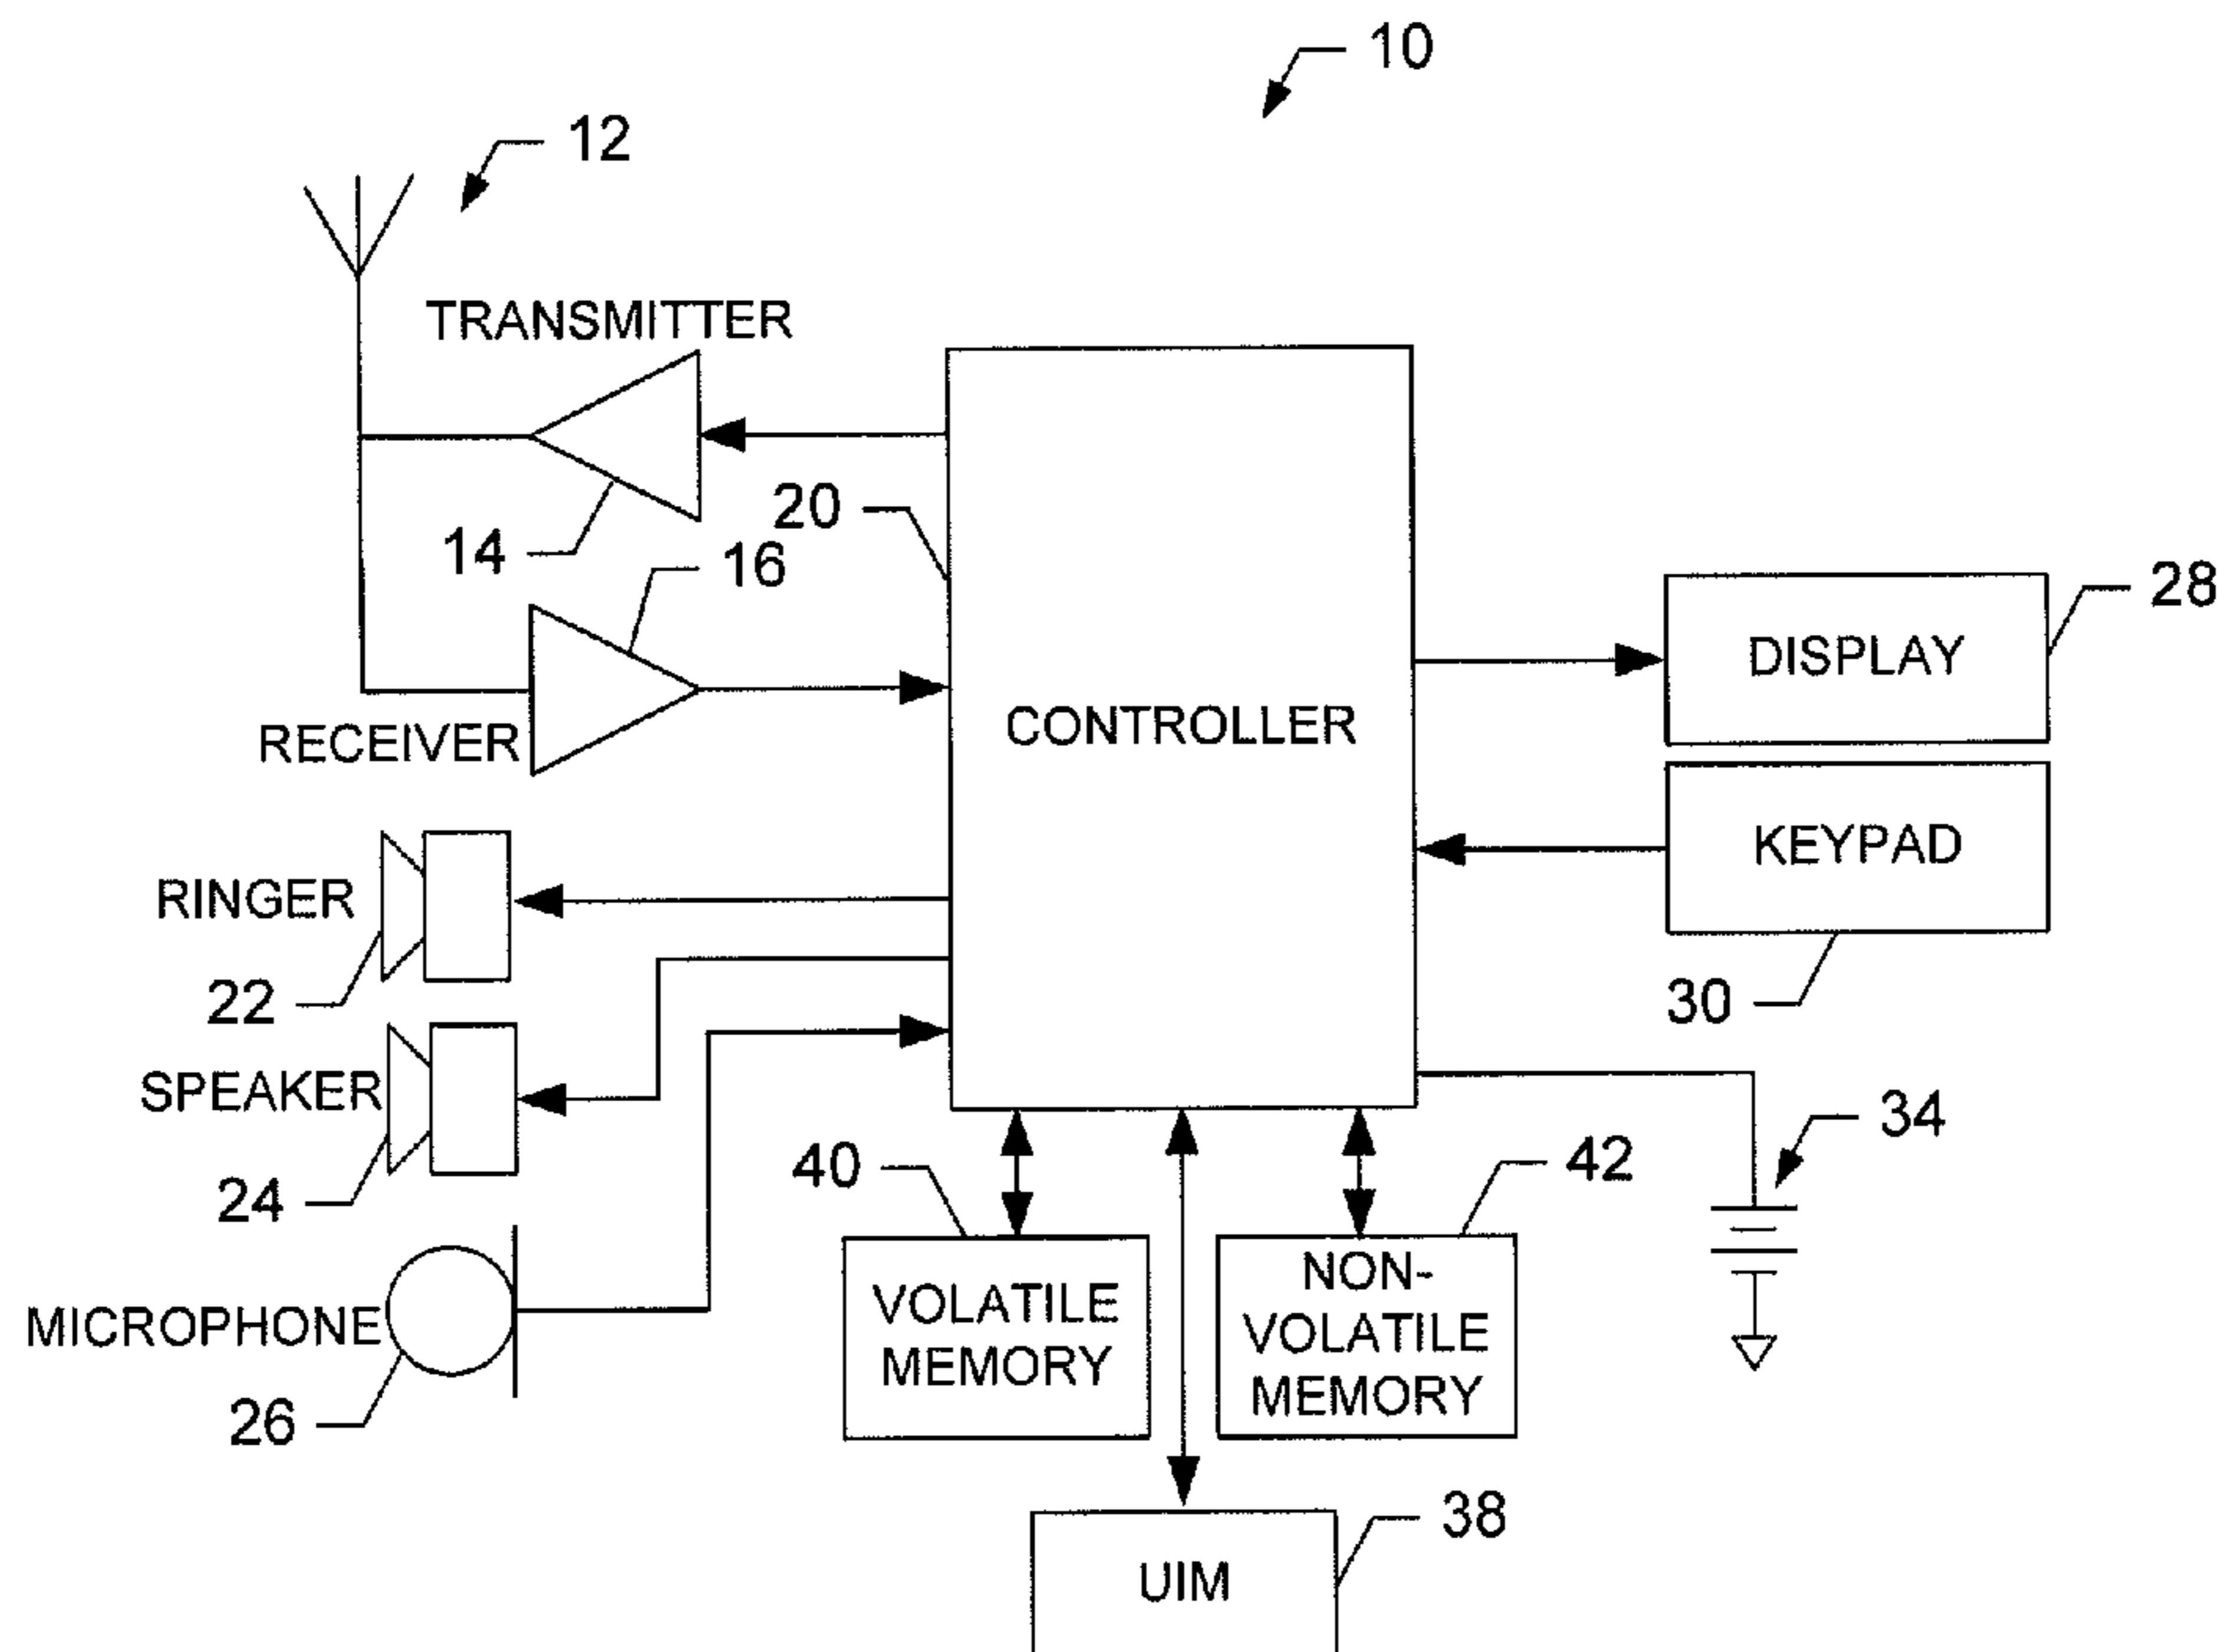 10
12
TRANSMITTER
14
20
16
28
DISPLAY
CONTROLLER
RECEIVER
KEYPAD
RINGER
22
30
SPEAKER
24
34
40
42
VOLATILE
MEMORY
NON-
VOLATILE
MEMORY
MICROPHONE
26
38
UIM